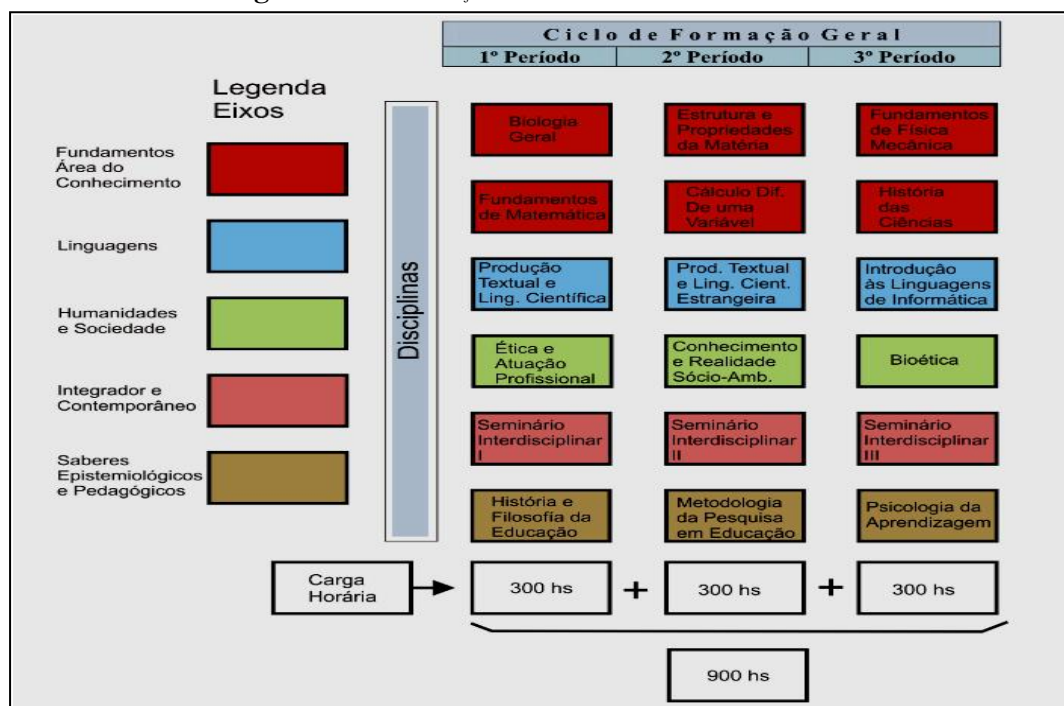 Ciclo de Formação Geral
1º Período 2º Período 3º Período
Legenda
Eixos
Fundamentos
Área do
Conhecimento
Linguagens
Humanidades
e Sociedade
Integrador e
Contemporâneo
Saberes
Epistemiológicos
e Pedagógicos
Disciplinas
Biologia
Geral
Estrutura e
Propriedades
da Matéria
Fundamentos
de Física
Mecânica
Fundamentos
de Matemática
Cálculo Dif.
De uma
Variável
História
das
Ciências
Produção
Textual e
Ling. Científica
Prod. Textual
e Ling. Cient.
Estrangeira
Introdução
às Linguagens
de Informática
Ética e
Atuação
Profissional
Conhecimento
e Realidade
Sócio-Amb.
Bioética
Seminário
Interdisciplinar
I
Seminário
Interdisciplinar
II
Seminário
Interdisciplinar
III
História e
Filosofia da
Educação
Metodologia
da Pesquisa
em Educação
Psicologia da
Aprendizagem
Carga
Horária
300 hs + 300 hs + 300 hs
900 hs